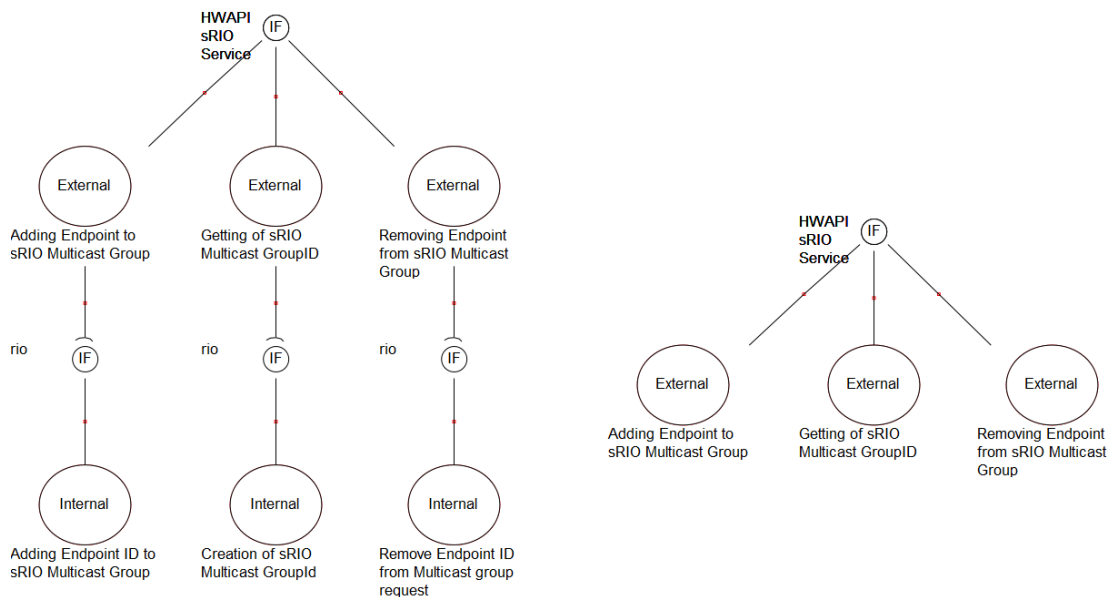 HWAPI
sRIO
Service
IF
External
External
External
Adding Endpoint to
sRIO Multicast Group
Getting of sRIO
Multicast GroupID
Removing Endpoint
from sRIO Multicast
Group
rio
IF
rio
IF
rio
IF
Internal
Internal
Internal
Adding Endpoint ID to
sRIO Multicast Group
Creation of sRIO
Multicast GroupId
Remove Endpoint ID
from Multicast group
request
HWAPI
sRIO
Service
IF
External
External
External
Adding Endpoint to
sRIO Multicast Group
Getting of sRIO
Multicast GroupID
Removing Endpoint
from sRIO Multicast
Group